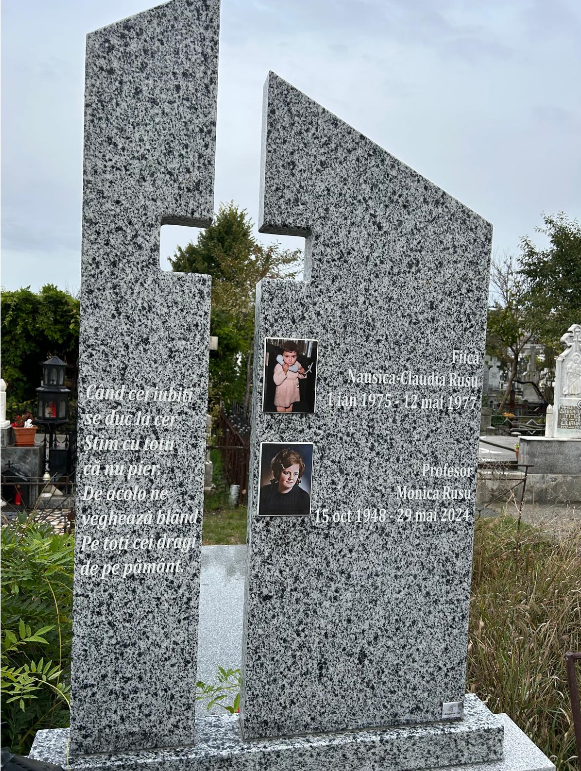 Când cei iubiți
se duc la cer
Știm cu toții
că nu pier,
De acolo ne
veghează blând
Pe toți cei dragi
de pe pământ.
Fiica
Nausica-Claudia Rusu
1 ian 1975 - 12 mai 1977
Profesor
Monica Rusu
15 oct 1948 - 29 mai 2024